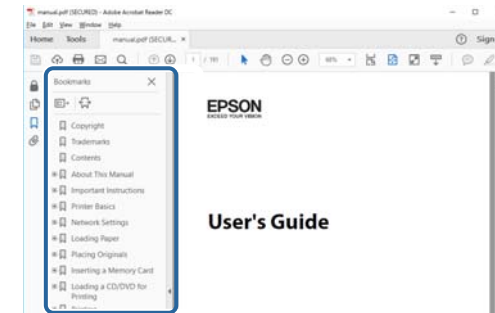 manual.pdf (SECURED) - Adobe Acrobat Reader DC
File Edit View Window Help
Home Tools manual.pdf (SECUR... ×
Sign
1 / 191
Bookmarks
Copyright
Trademarks
Contents
About This Manual
Important Instructions
Printer Basics
Network Settings
Loading Paper
Placing Originals
Inserting a Memory Card
Loading a CD/DVD for
Printing
EPSON
EXCEED YOUR VISION
User's Guide